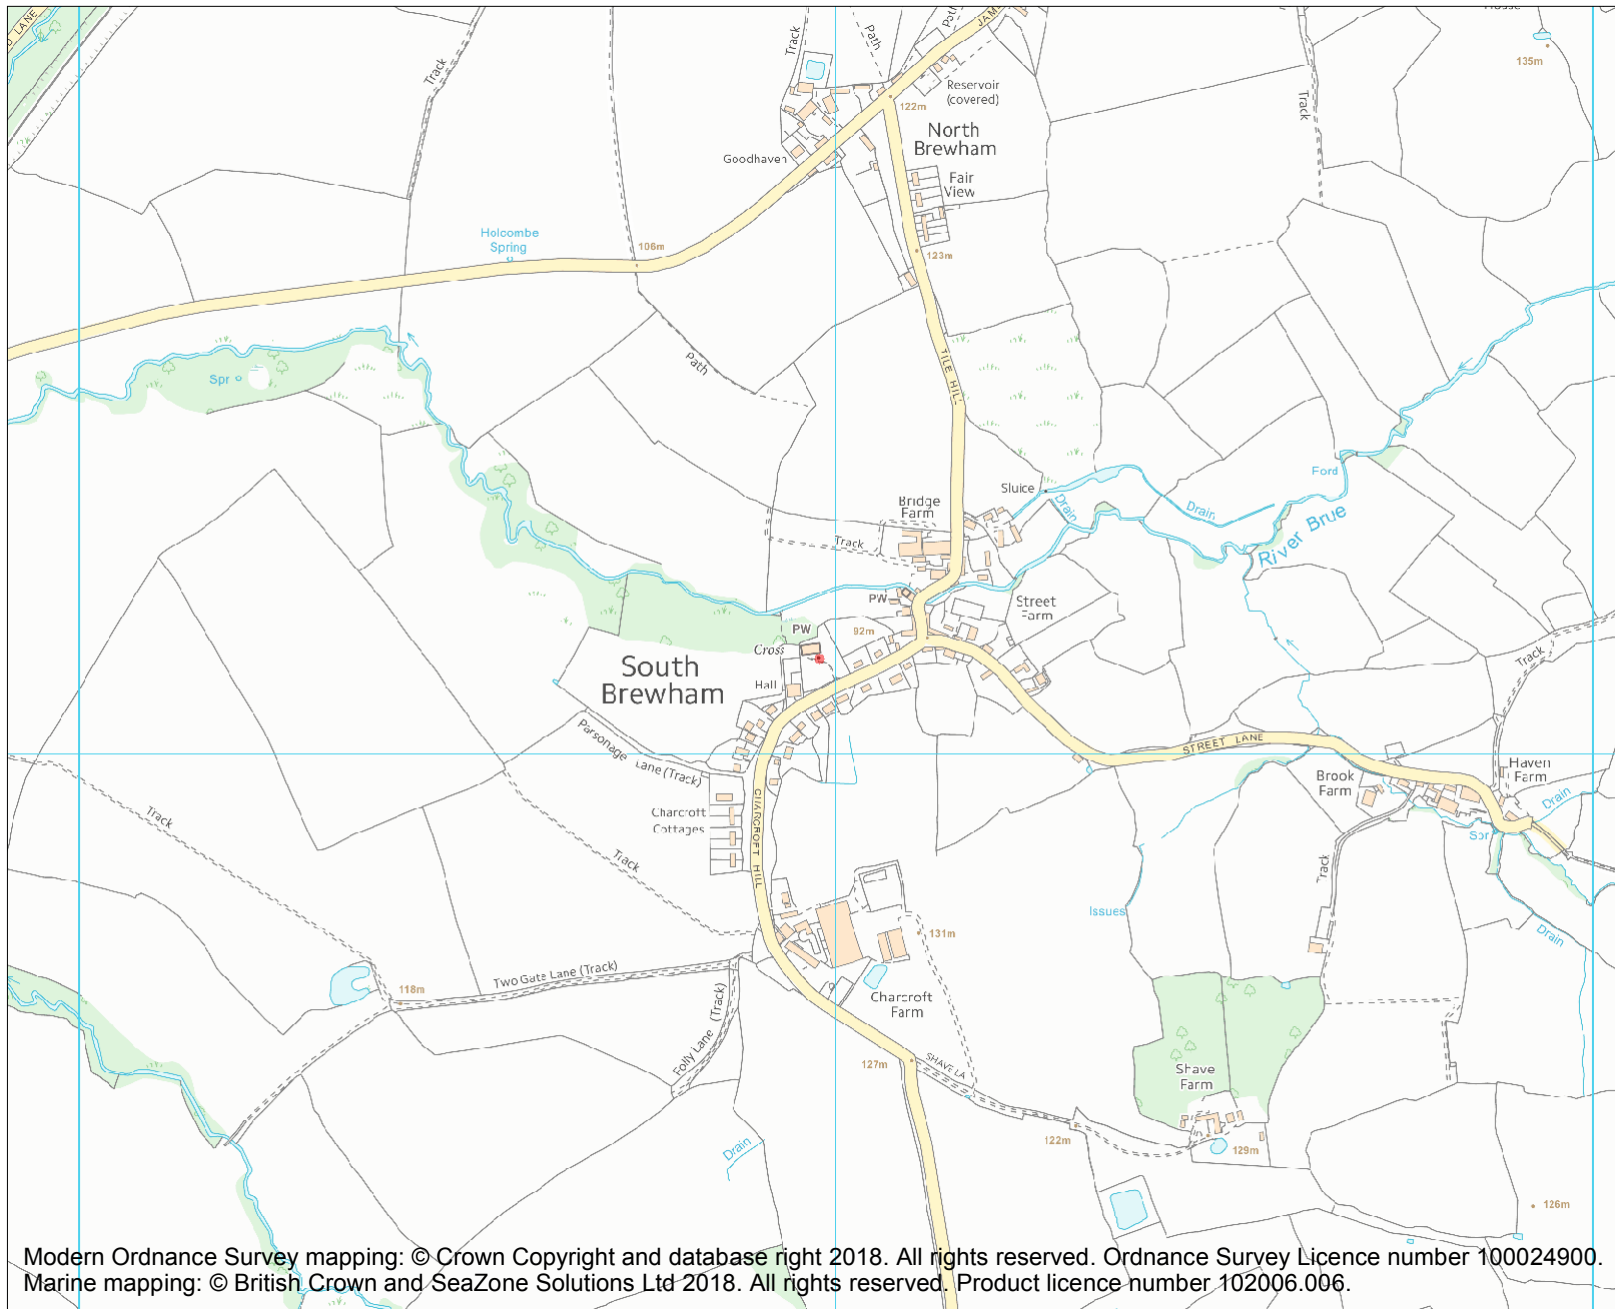 LANE
Track
Track
Path
Path
JAM
135m
Reservoir
(covered)
122m
Track
North
Brewham
Goodhaven
Fair
View
Holcombe
Spring
106m
123m
Path
TILE HILL
Spr
Ford
Sluice
Drain
Drain
River Brue
Bridge
Farm
Track
PW
Street
Farm
PW
92m
Cross
South
Brewham
Hall
Track
Parsonage Lane (Track)
STREET LANE
Haven
Farm
Brook
Farm
Drain
Charcroft
Cottages
CHARCROFT HILL
Track
Track
Spr
Track
Issues
Drain
131m
Two Gate Lane (Track)
118m
Charcroft
Farm
Folly Lane (Track)
127m
SHAVE LA
Shave
Farm
122m
129m
Drain
126m
Modern Ordnance Survey mapping: © Crown Copyright and database right 2018. All rights reserved. Ordnance Survey Licence number 100024900.
Marine mapping: © British Crown and SeaZone Solutions Ltd 2018. All rights reserved. Product licence number 102006.006.